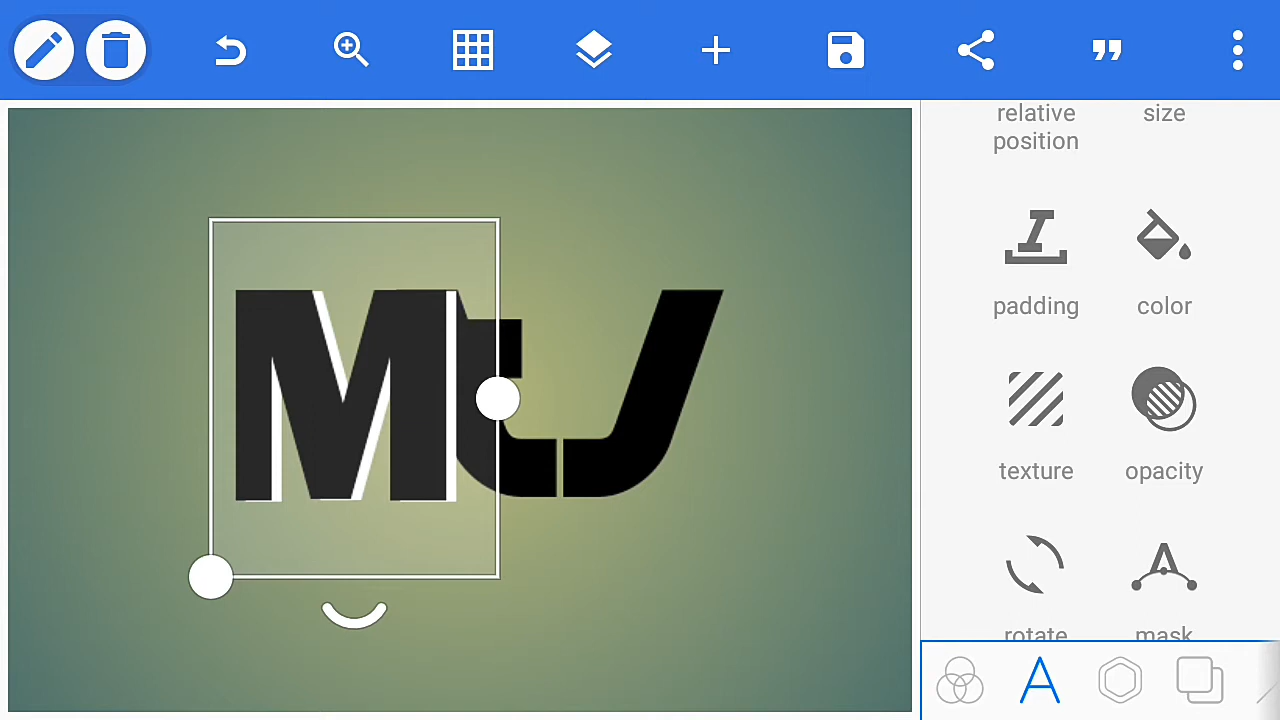 relative size
position
MtJ
padding color
texture opacity
rotate mask